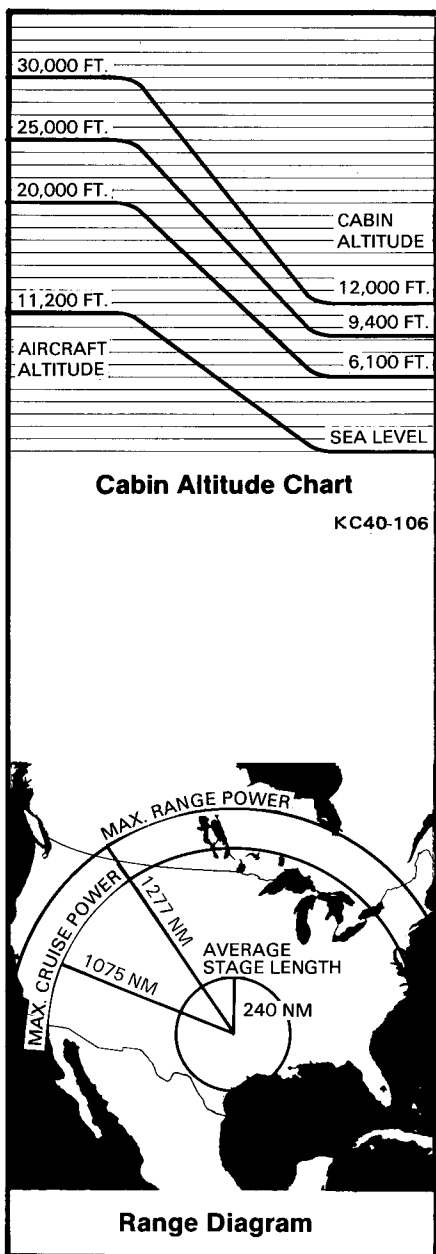 30,000 FT.
25,000 FT.
20,000 FT.
11,200 FT.
AIRCRAFT
ALTITUDE
CABIN
ALTITUDE
12,000 FT.
9,400 FT.
6,100 FT.
SEA LEVEL
Cabin Altitude Chart
KC40-106
MAX. RANGE POWER
MAX. CRUISE POWER
1277 NM
1075 NM
AVERAGE
STAGE LENGTH
240 NM
Range Diagram